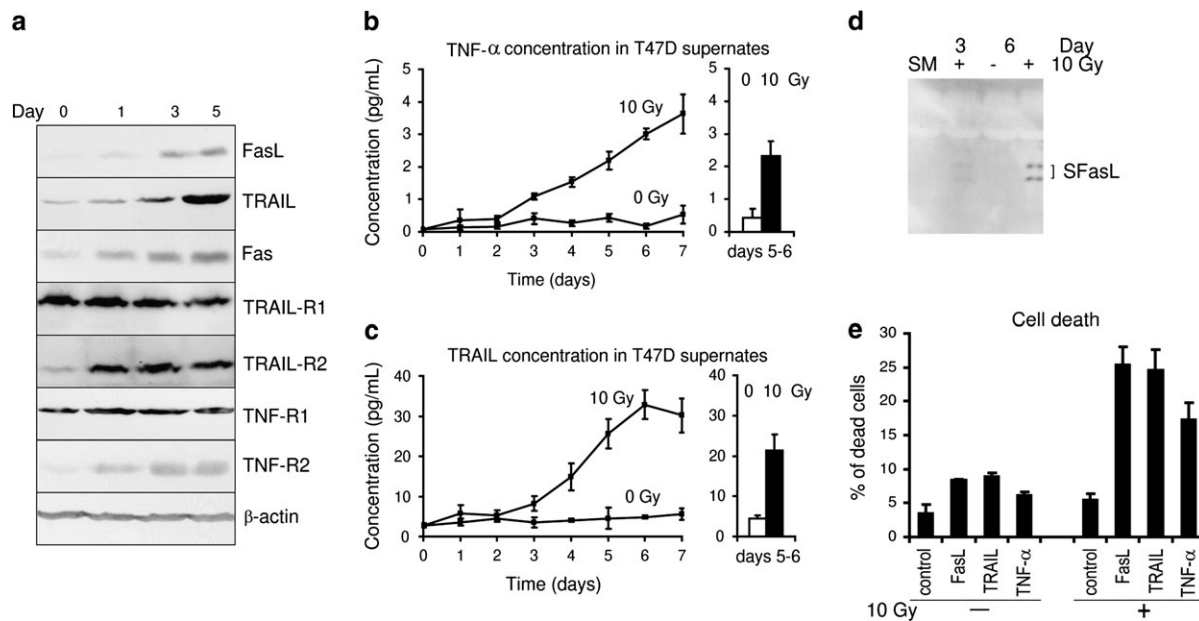 a
Day 0 1 3 5
FasL
TRAIL
Fas
TRAIL-R1
TRAIL-R2
TNF-R1
TNF-R2
β-actin
b
TNF-α concentration in T47D supernates
Concentration (pg/mL)
5
4
3
2
1
0
10 Gy
0 Gy
0 1 2 3 4 5 6 7
Time (days)
0 10 Gy
5
4
3
2
1
0
days 5-6
c
TRAIL concentration in T47D supernates
Concentration (pg/mL)
40
30
20
10
0
10 Gy
0 Gy
0 1 2 3 4 5 6 7
Time (days)
0 10 Gy
40
30
20
10
0
days 5-6
d
3 6 Day
SM + - + 10 Gy
SFasL
e
Cell death
% of dead cells
30
25
20
15
10
5
0
control FasL TRAIL TNF-α control FasL TRAIL TNF-α
10 Gy — +